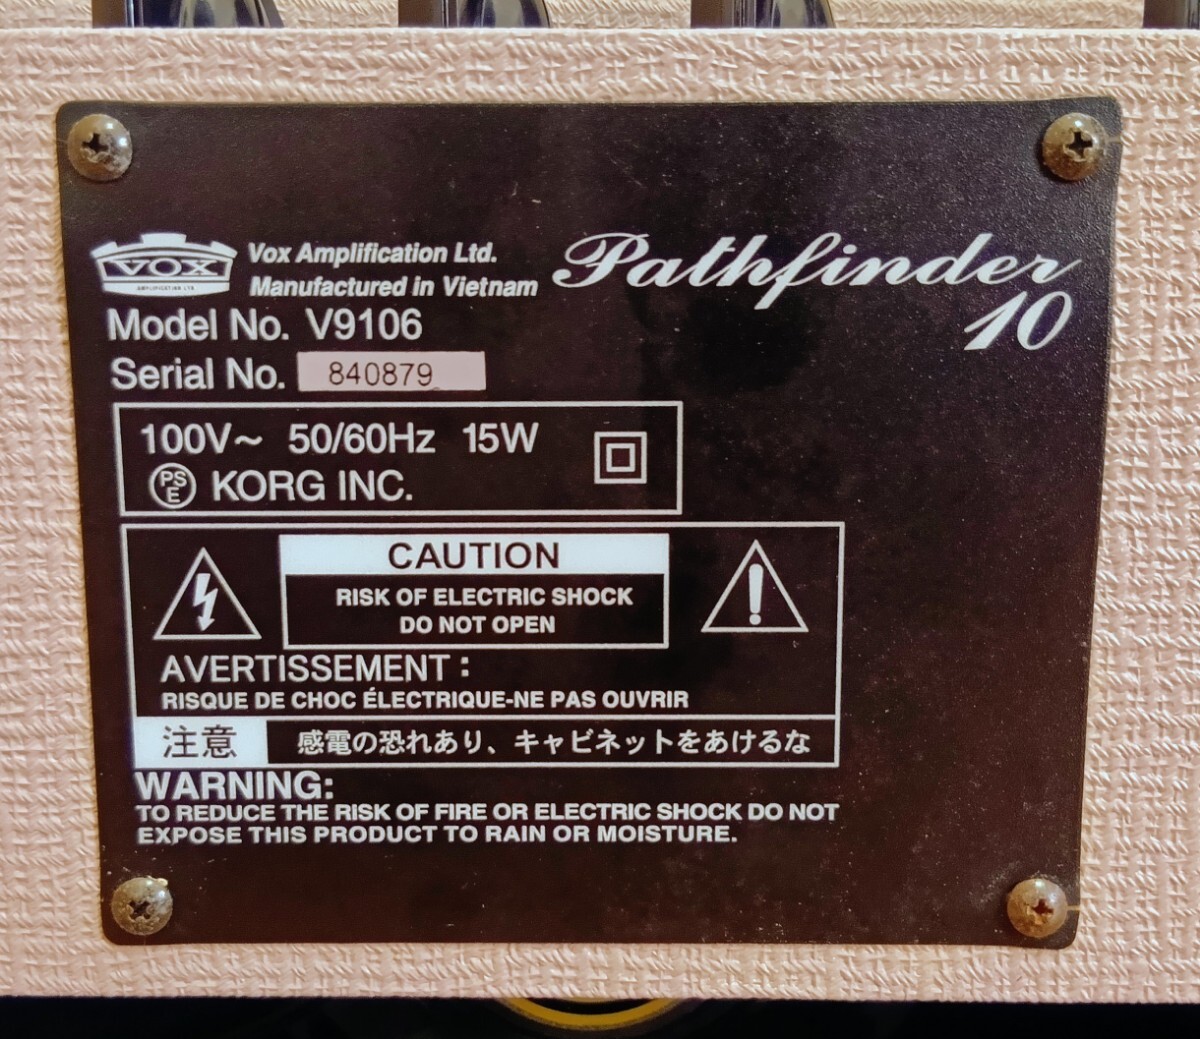 VOX
AMPLIFICATION LTD.
Vox Amplification Ltd.
Manufactured in Vietnam
Pathfinder
10
Model No. V9106
Serial No. 840879
100V~ 50/60Hz 15W
PSE KORG INC.
CAUTION
RISK OF ELECTRIC SHOCK
DO NOT OPEN
AVERTISSEMENT :
RISQUE DE CHOC ÉLECTRIQUE-NE PAS OUVRIR
注意 感電の恐れあり、キャビネットをあけるな
WARNING:
TO REDUCE THE RISK OF FIRE OR ELECTRIC SHOCK DO NOT
EXPOSE THIS PRODUCT TO RAIN OR MOISTURE.